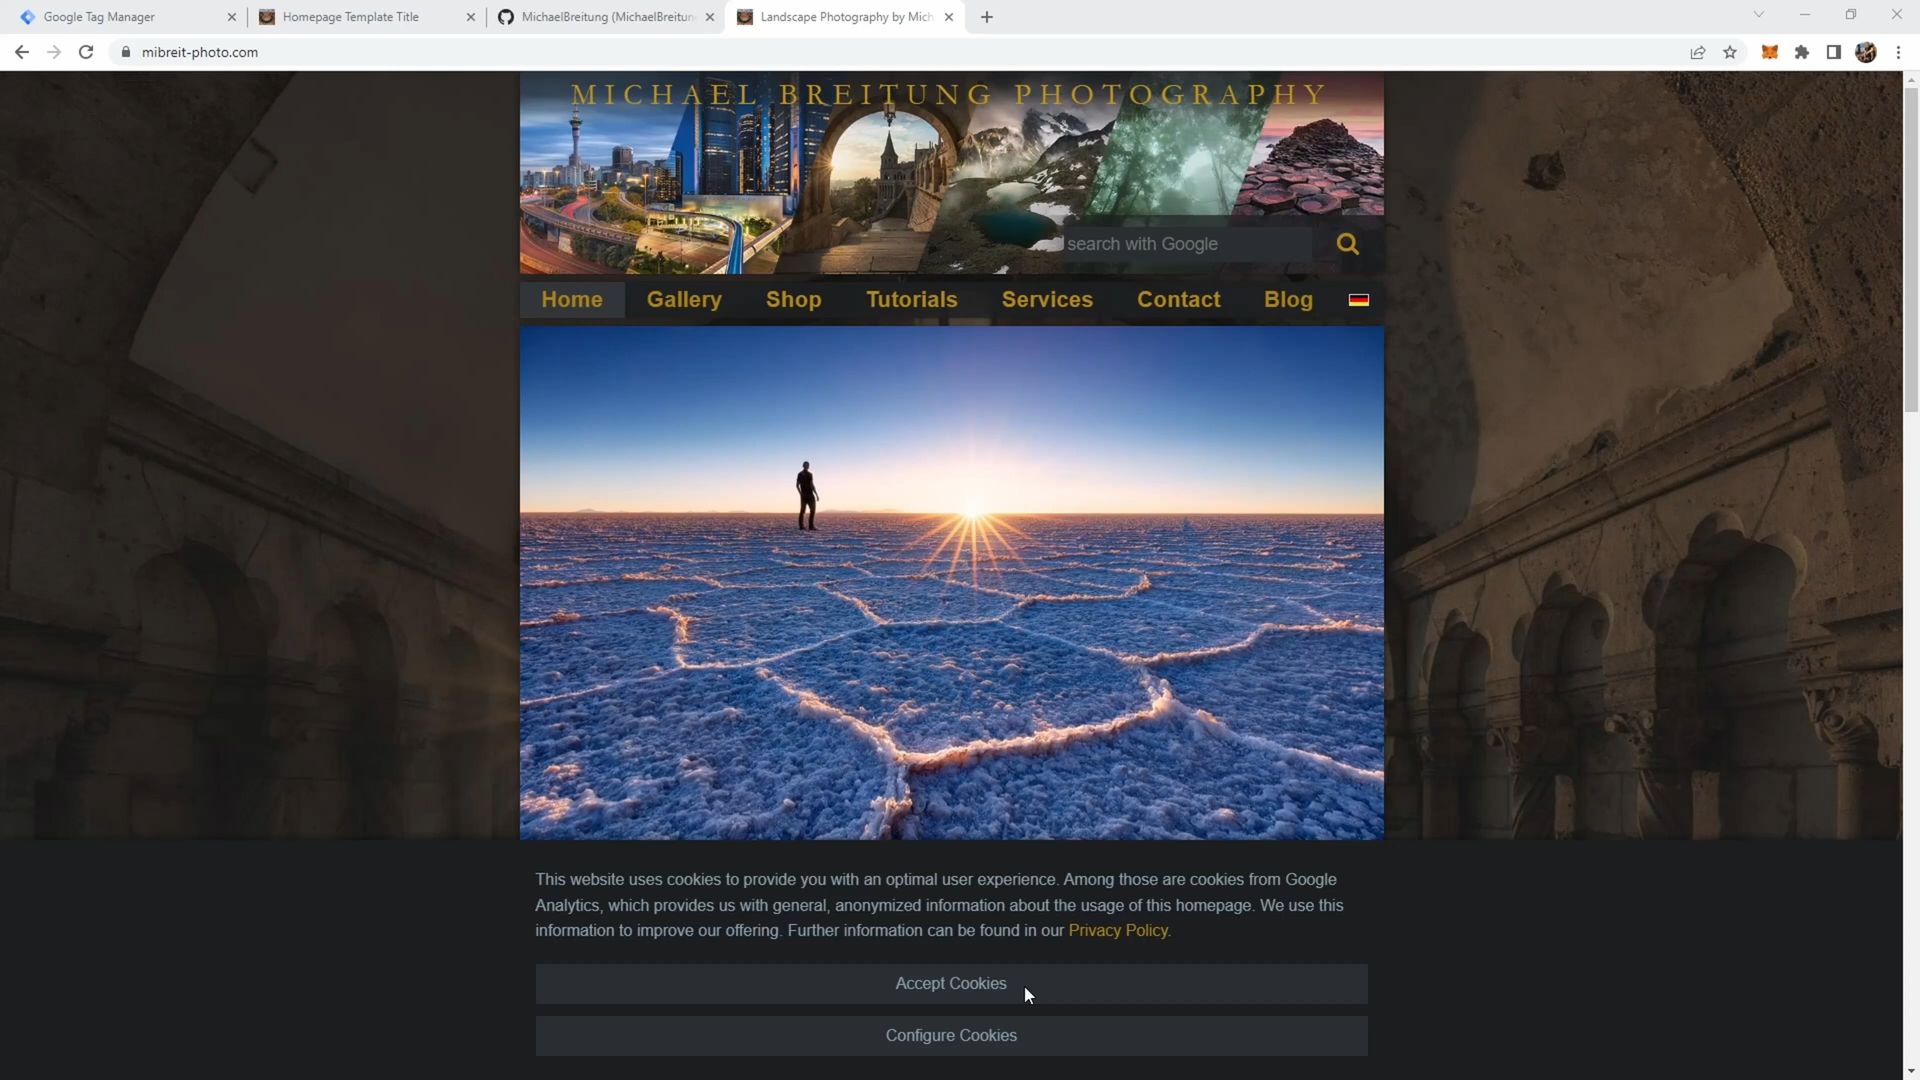 Google Tag Manager
Homepage Template Title
MichaelBreitung (MichaelBreitun
Landscape Photography by Mich
mibreit-photo.com
MICHAEL BREITUNG PHOTOGRAPHY
search with Google
Home Gallery Shop Tutorials Services Contact Blog
This website uses cookies to provide you with an optimal user experience. Among those are cookies from Google
Analytics, which provides us with general, anonymized information about the usage of this homepage. We use this
information to improve our offering. Further information can be found in our Privacy Policy.
Accept Cookies
Configure Cookies